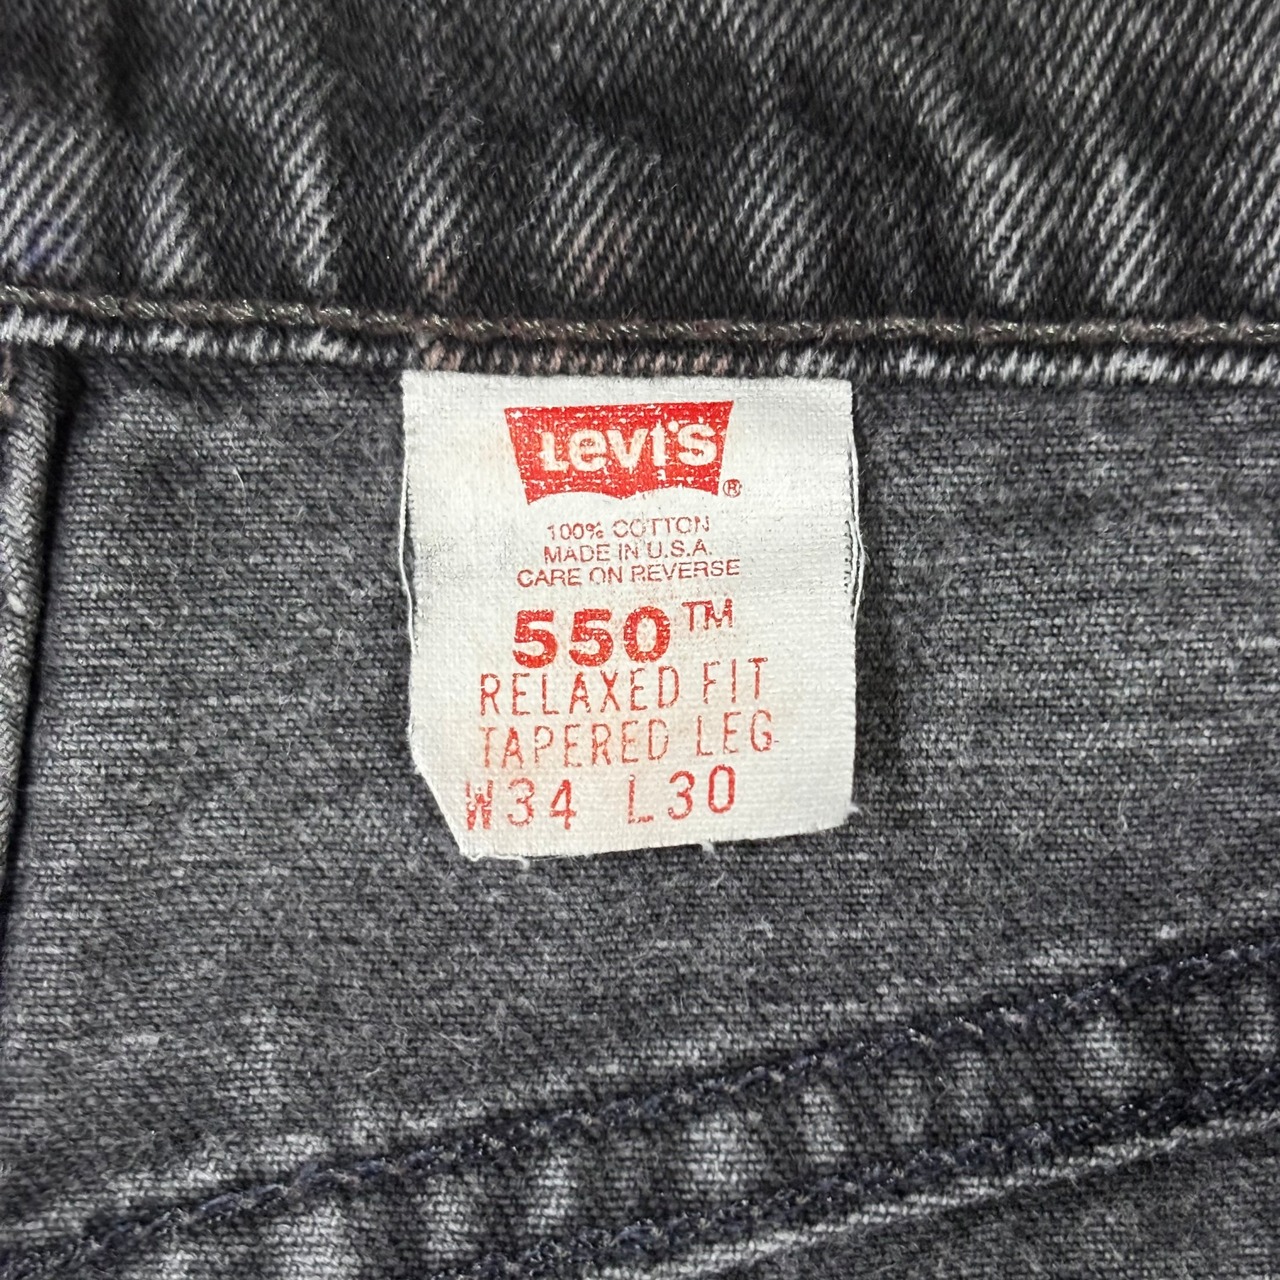 Levi's®
100% COTTON
MADE IN U.S.A.
CARE ON REVERSE
550™
RELAXED FIT
TAPERED LEG
W34 L30